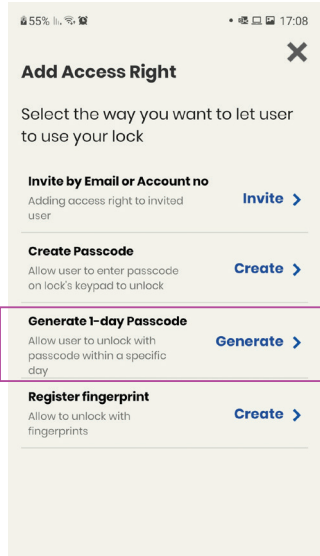 55% 17:08
Add Access Right
Select the way you want to let user
to use your lock
Invite by Email or Account no
Adding access right to invited
user
Invite
Create Passcode
Allow user to enter passcode
on lock's keypad to unlock
Create
Generate 1-day Passcode
Allow user to unlock with
passcode within a specific
day
Generate
Register fingerprint
Allow to unlock with
fingerprints
Create